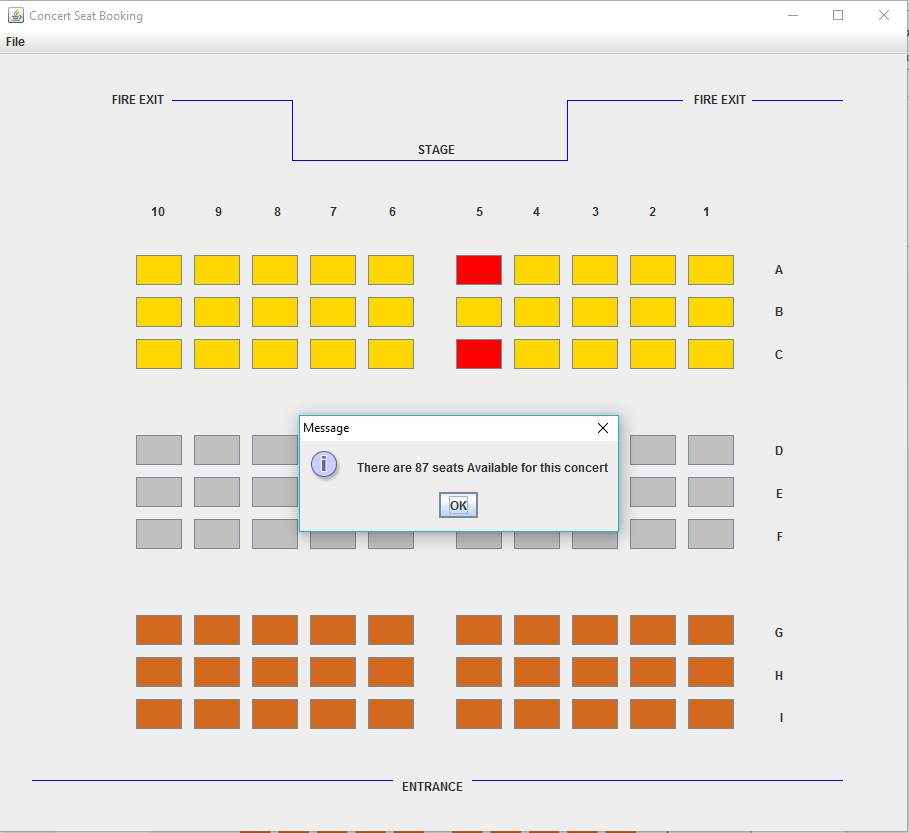 Concert Seat Booking
File
FIRE EXIT
FIRE EXIT
STAGE
10 9 8 7 6 5 4 3 2 1
A
B
C
Message
D
There are 87 seats Available for this concert
E
OK
F
G
H
I
ENTRANCE